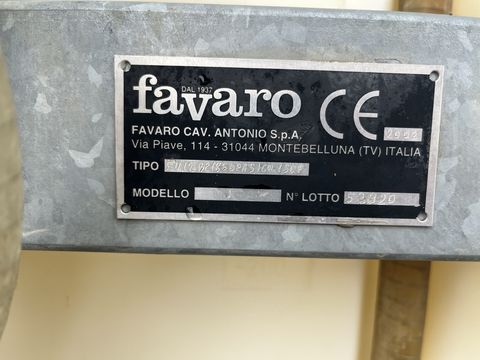 favaro
DAL 1937
CE
FAVARO CAV. ANTONIO S.p.A.
Via Piave, 114 - 31044 MONTEBELLUNA (TV) ITALIA
TIPO
MODELLO N° LOTTO